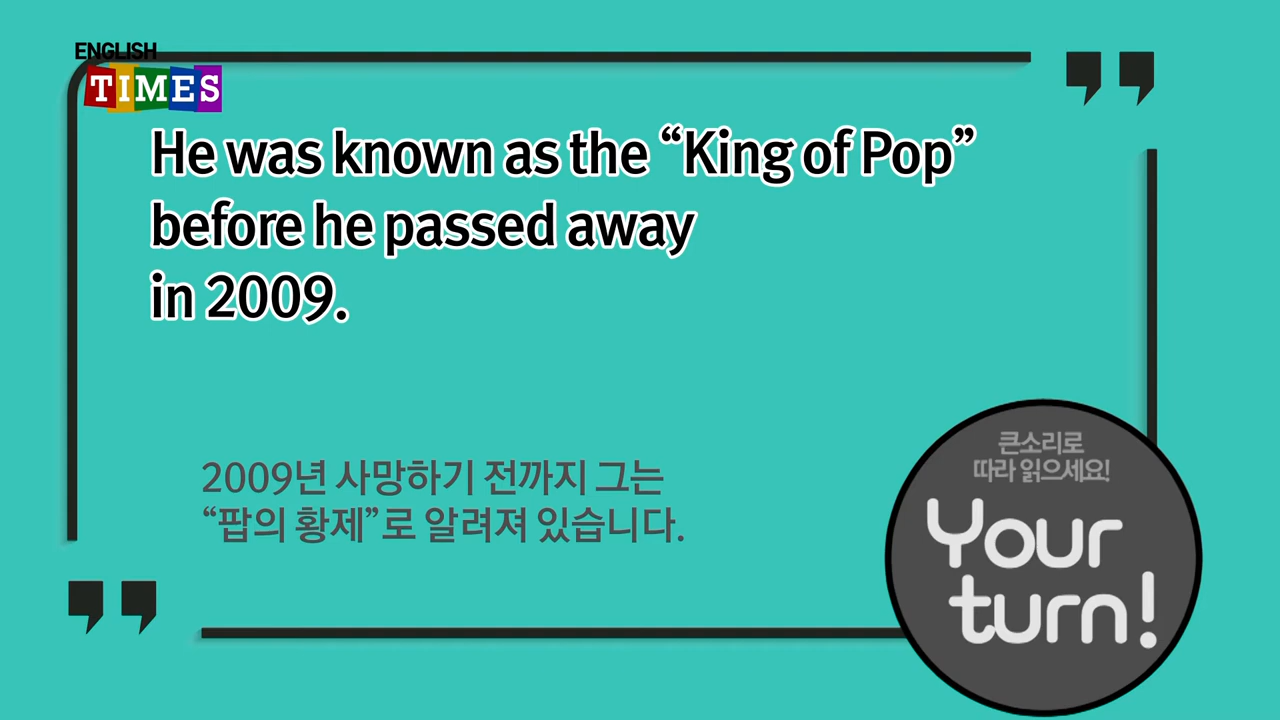 ENGLISH
TIMES
He was known as the “King of Pop”
before he passed away
in 2009.
2009년 사망하기 전까지 그는
“팝의 황제”로 알려져 있습니다.
큰소리로
따라 읽으세요!
Your
turn!